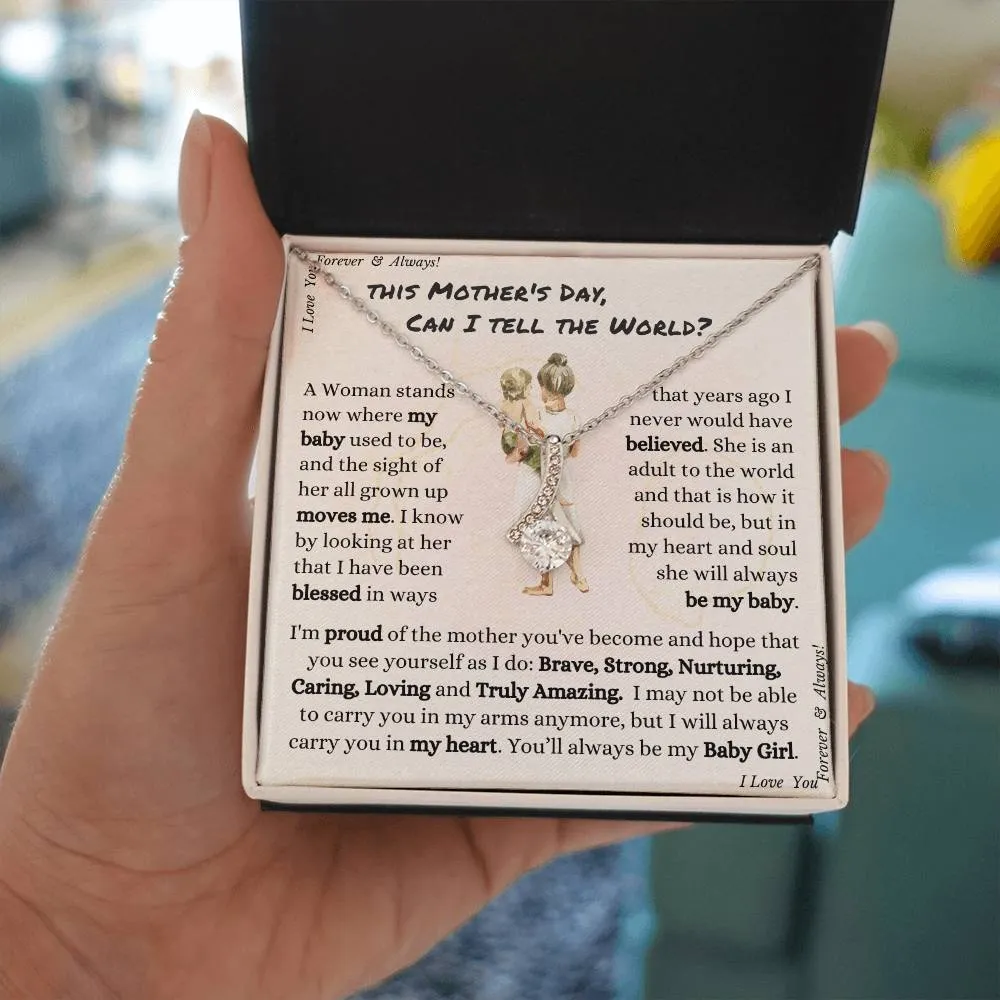 Forever & Always!
I Love You
THIS MOTHER'S DAY,
CAN I TELL THE WORLD?
A Woman stands
now where my
baby used to be,
and the sight of
her all grown up
moves me. I know
by looking at her
that I have been
blessed in ways
that years ago I
never would have
believed. She is an
adult to the world
and that is how it
should be, but in
my heart and soul
she will always
be my baby.
I'm proud of the mother you've become and hope that
you see yourself as I do: Brave, Strong, Nurturing,
Caring, Loving and Truly Amazing. I may not be able
to carry you in my arms anymore, but I will always
carry you in my heart. You’ll always be my Baby Girl.
I Love You
Forever & Always!